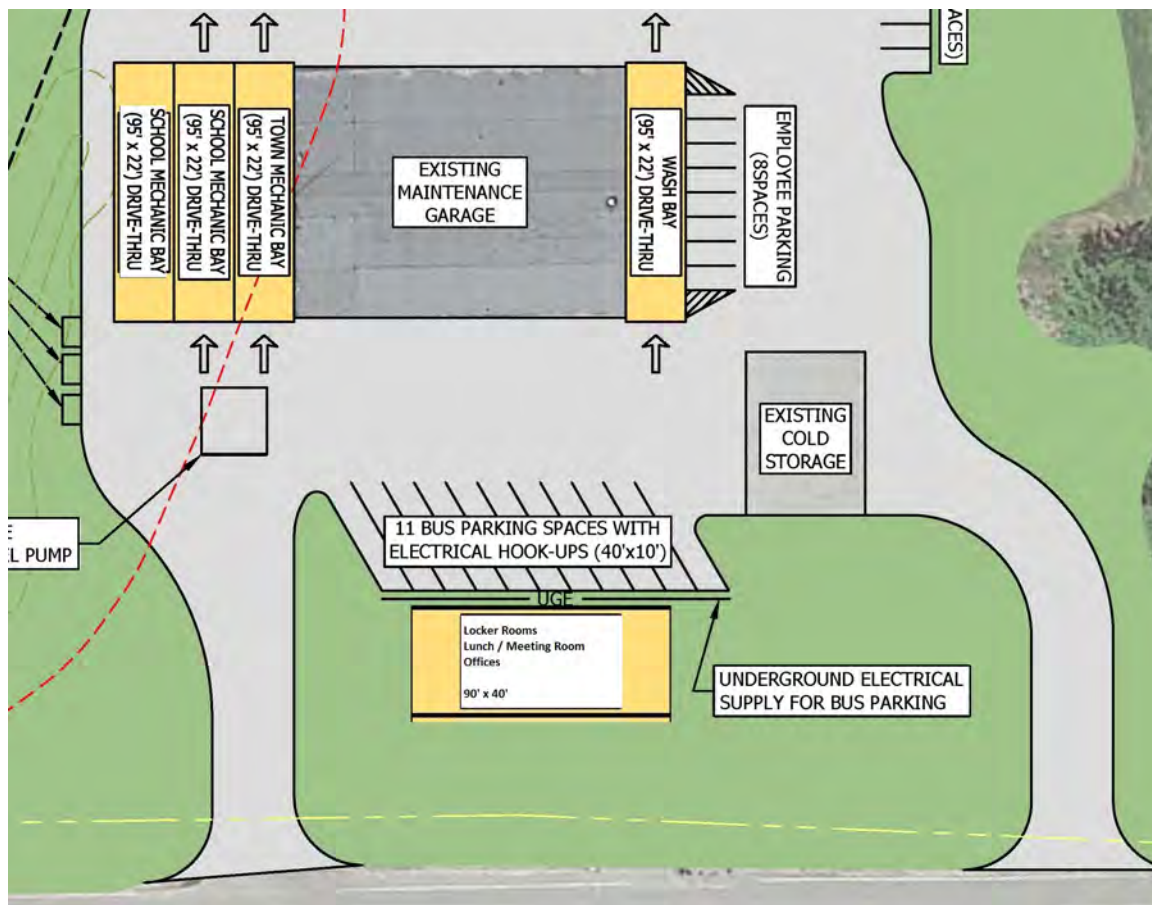 ACES)
SCHOOL MECHANIC BAY
(95' x 22') DRIVE-THRU
SCHOOL MECHANIC BAY
(95' x 22') DRIVE-THRU
TOWN MECHANIC BAY
(95' x 22') DRIVE-THRU
EXISTING
MAINTENANCE
GARAGE
WASH BAY
(95' x 22') DRIVE-THRU
EMPLOYEE PARKING
(8SPACES)
EXISTING
COLD
STORAGE
E
EL PUMP
11 BUS PARKING SPACES WITH
ELECTRICAL HOOK-UPS (40'x10')
UGE
Locker Rooms
Lunch / Meeting Room
Offices
90' x 40'
UNDERGROUND ELECTRICAL
SUPPLY FOR BUS PARKING